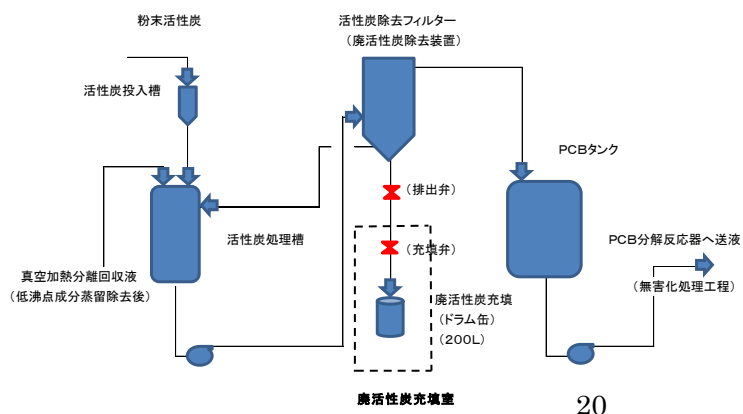 粉末活性炭
活性炭除去フィルター
（廃活性炭除去装置）
活性炭投入槽
PCBタンク
（排出弁）
活性炭処理槽
（充填弁）
PCB分解反応器へ送液
（無害化処理工程）
真空加熱分離回収液
（低沸点成分蒸留除去後）
廃活性炭充填
（ドラム缶）
（２００L）
廃活性炭充填室
20